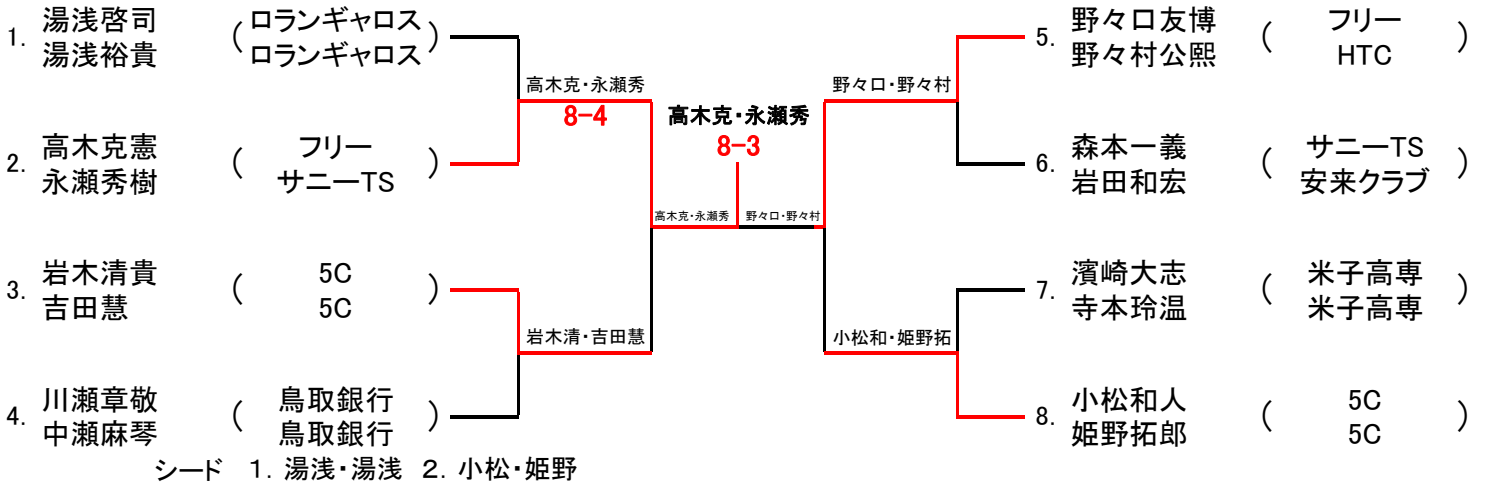 1. 湯浅啓司 湯浅裕貴 (ロランギャロス ロランギャロス)
2. 高木克憲 永瀬秀樹 (フリー サニーTS)
3. 岩木清貴 吉田慧 (5C 5C)
4. 川瀬章敬 中瀬麻琴 (鳥取銀行 鳥取銀行)
高木克・永瀬秀
8-4
岩木清・吉田慧
高木克・永瀬秀
8-3
高木克・永瀬秀 野々口・野々村
野々口・野々村
小松和・姫野拓
5. 野々口友博 野々村公熙 (フリー HTC)
6. 森本一義 岩田和宏 (サニーTS 安来クラブ)
7. 濱崎大志 寺本玲温 (米子高専 米子高専)
8. 小松和人 姫野拓郎 (5C 5C)
シード 1. 湯浅・湯浅 2. 小松・姫野